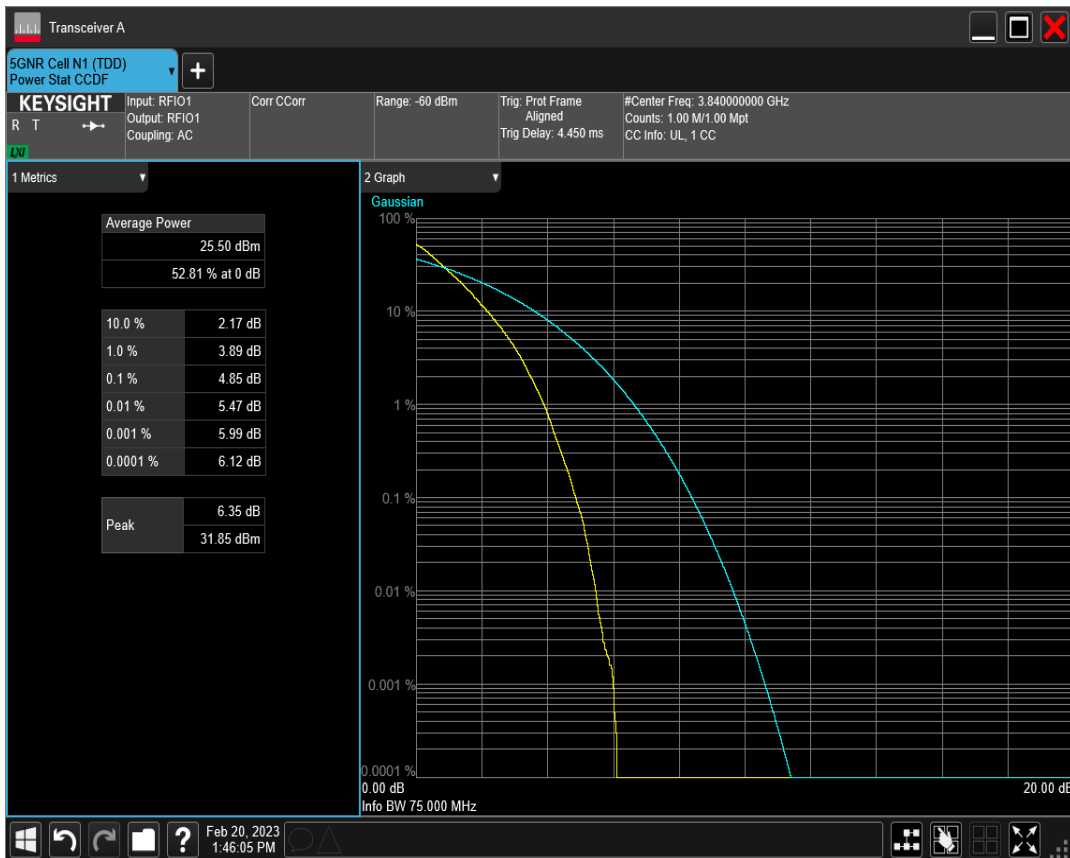 Transceiver A
5GNR Cell N1 (TDD)
Power Stat CCDF
+
KEYSIGHT
R T
LXI
Input: RFIO1
Output: RFIO1
Coupling: AC
Corr CCorr
Range: -60 dBm
Trig: Prot Frame
Aligned
Trig Delay: 4.450 ms
#Center Freq: 3.840000000 GHz
Counts: 1.00 M/1.00 Mpt
CC Info: UL, 1 CC
1 Metrics
Average Power
25.50 dBm
52.81 % at 0 dB
10.0 % 2.17 dB
1.0 % 3.89 dB
0.1 % 4.85 dB
0.01 % 5.47 dB
0.001 % 5.99 dB
0.0001 % 6.12 dB
Peak 6.35 dB
31.85 dBm
2 Graph
Gaussian
100 %
10 %
1 %
0.1 %
0.01 %
0.001 %
0.0001 %
0.00 dB 20.00 dB
Info BW 75.000 MHz
?
Feb 20, 2023
1:46:05 PM